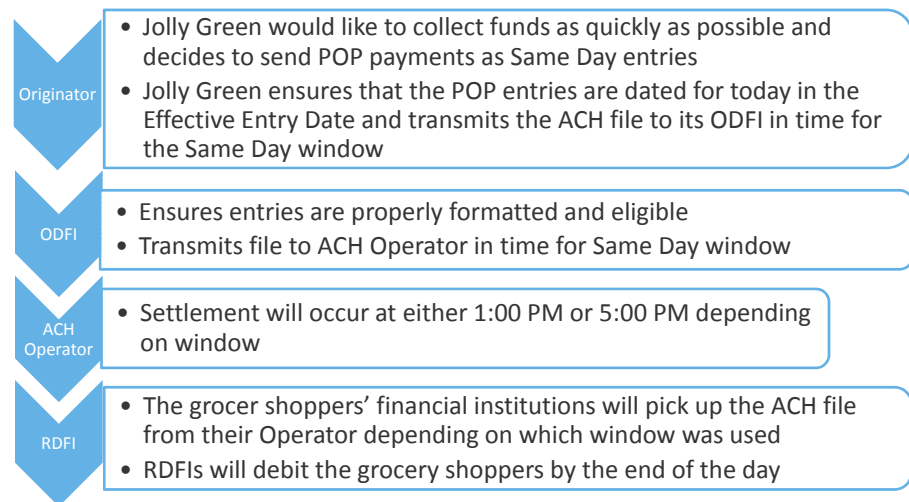 Originator
• Jolly Green would like to collect funds as quickly as possible and
decides to send POP payments as Same Day entries
• Jolly Green ensures that the POP entries are dated for today in the
Effective Entry Date and transmits the ACH file to its ODFI in time for
the Same Day window
ODFI
• Ensures entries are properly formatted and eligible
• Transmits file to ACH Operator in time for Same Day window
ACH
Operator
• Settlement will occur at either 1:00 PM or 5:00 PM depending
on window
RDFI
• The grocer shoppers’ financial institutions will pick up the ACH file
from their Operator depending on which window was used
• RDFIs will debit the grocery shoppers by the end of the day